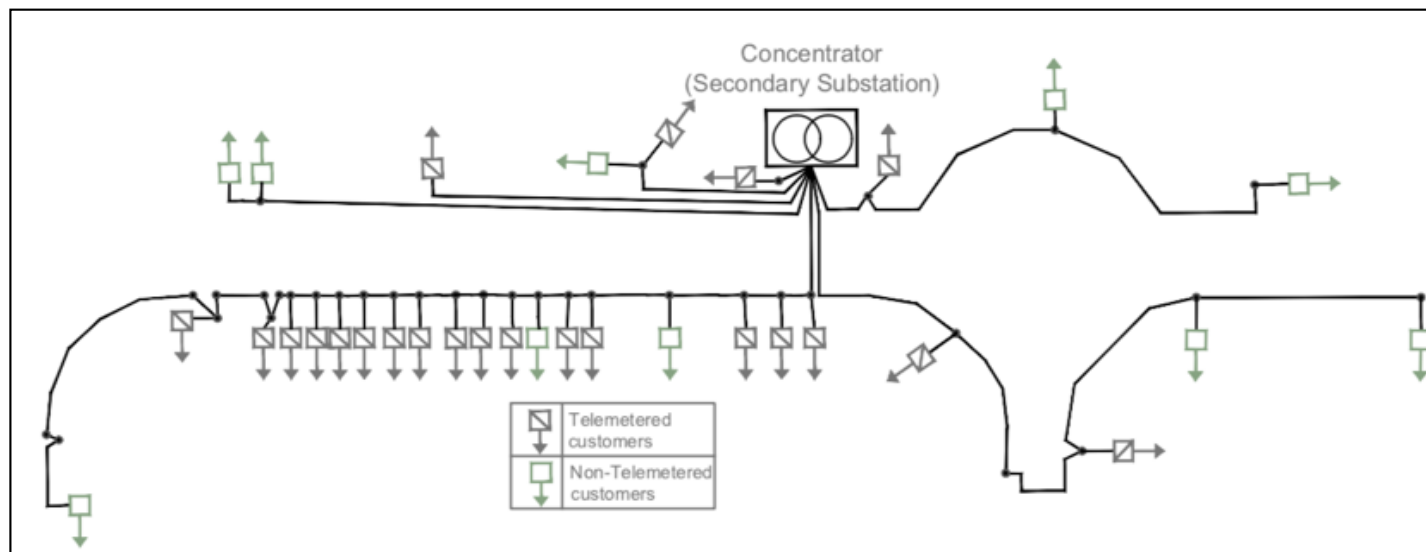 Concentrator
(Secondary Substation)
Telemetered
customers
Non-Telemetered
customers